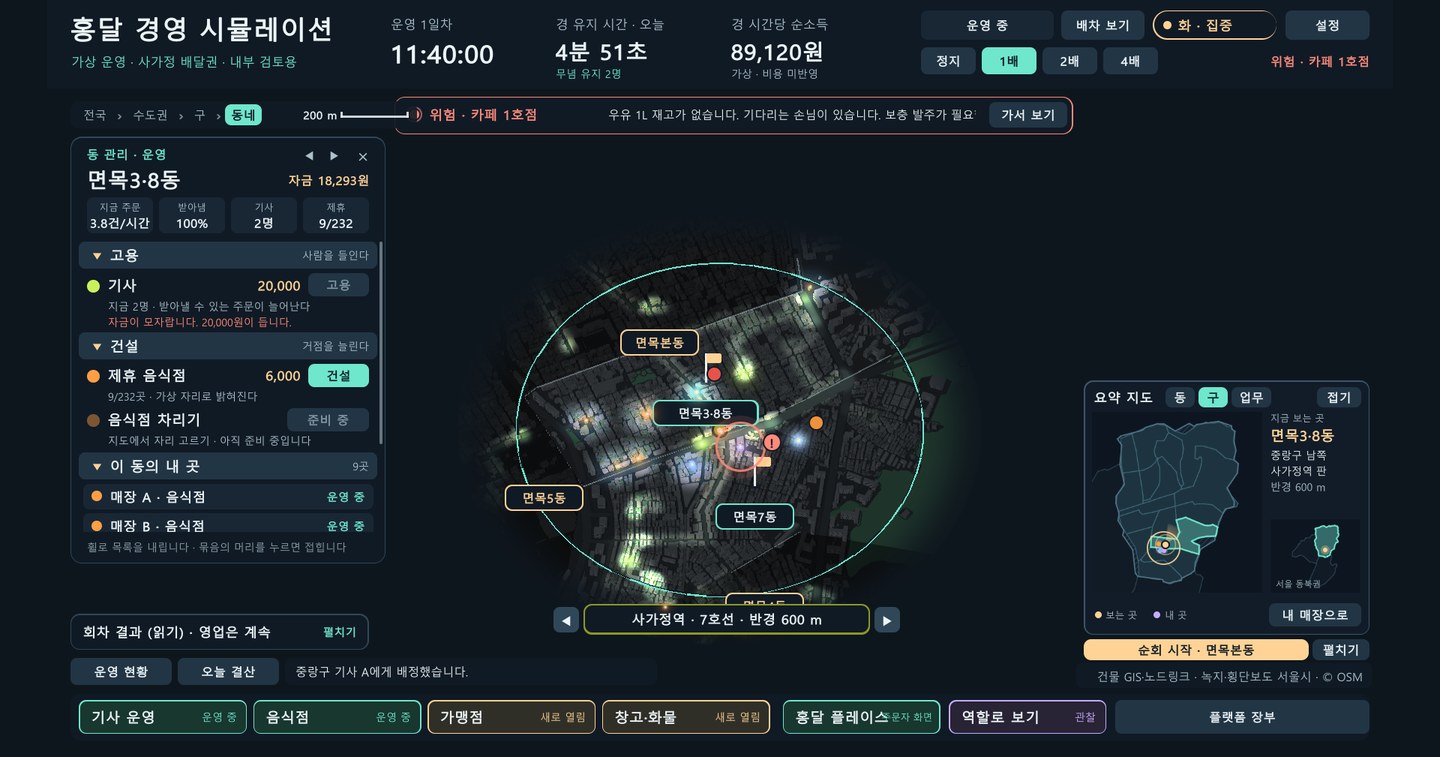 홍달 경영 시뮬레이션
가상 운영 · 사가정 배달권 · 내부 검토용
운영 1일차
11:40:00
경 유지 시간 · 오늘
4분 51초
무념 유지 2명
경 시간당 순소득
89,120원
가상 · 비용 미반영
운영 중
배차 보기
화 · 집중
설정
정지
1배
2배
4배
위험 · 카페 1호점
전국 › 수도권 › 구 › 동네
200 m
위험 · 카페 1호점
우유 1L 재고가 없습니다. 기다리는 손님이 있습니다. 보충 발주가 필요
가서 보기
동 관리 · 운영
◀ ▶ ×
면목3·8동
자금 18,293원
지금 주문
3.8건/시간
받아냄
100%
기사
2명
제휴
9/232
▼ 고용
사람을 들인다
기사
20,000
고용
지금 2명 · 받아낼 수 있는 주문이 늘어난다
자금이 모자랍니다. 20,000원이 듭니다.
▼ 건설
거점을 늘린다
제휴 음식점
6,000
건설
9/232곳 · 가상 자리로 밝혀진다
음식점 차리기
준비 중
지도에서 자리 고르기 · 아직 준비 중입니다
▼ 이 동의 내 곳
9곳
매장 A · 음식점
운영 중
매장 B · 음식점
운영 중
휠로 목록을 내립니다 · 묶음의 머리를 누르면 접힙니다
면목본동
면목3·8동
!
면목5동
면목7동
◀
사가정역 · 7호선 · 반경 600 m
▶
요약 지도
동
구
업무
접기
지금 보는 곳
면목3·8동
중랑구 남쪽
사가정역 판
반경 600 m
서울 동북권
보는 곳
내 곳
내 매장으로
순회 시작 · 면목본동
펼치기
건물 GIS·노드링크 · 녹지·횡단보도 서울시 · © OSM
회차 결과 (읽기) · 영업은 계속
펼치기
운영 현황
오늘 결산
중랑구 기사 A에게 배정했습니다.
기사 운영
운영 중
음식점
운영 중
가맹점
새로 열림
창고·화물
새로 열림
홍달 플레이스
주문자 화면
역할로 보기
관찰
플랫폼 장부